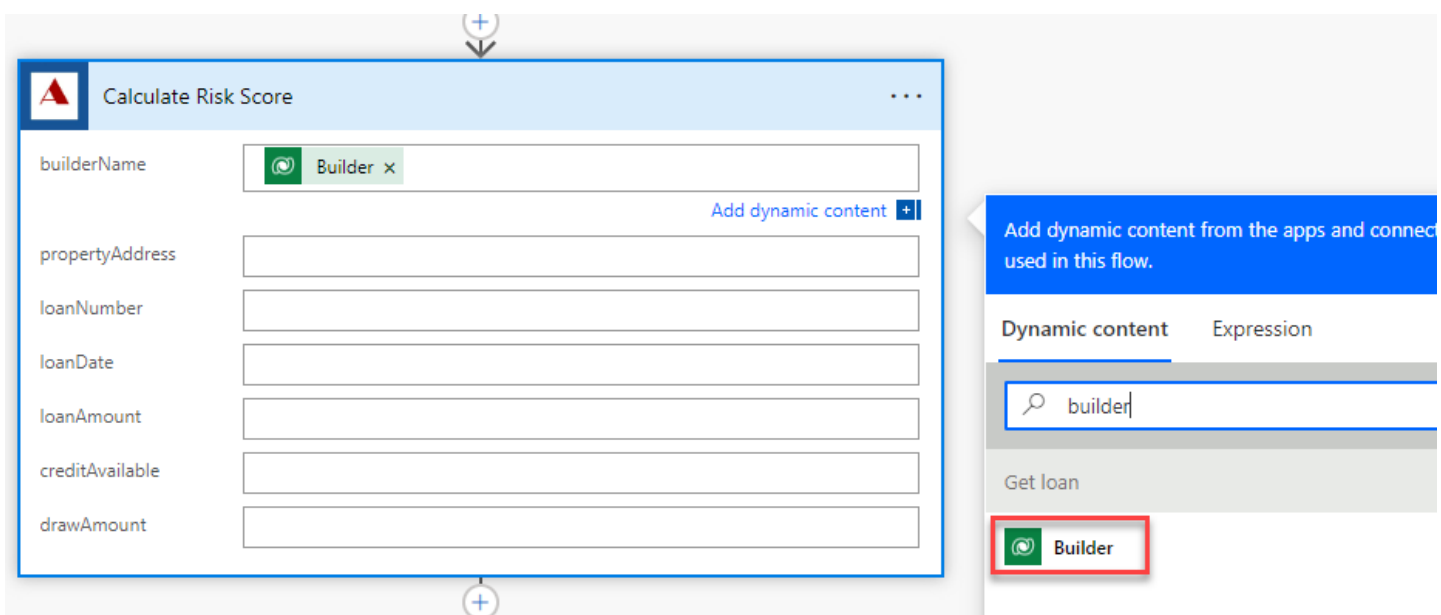 Calculate Risk Score
builderName
Builder ×
Add dynamic content
propertyAddress
loanNumber
loanDate
loanAmount
creditAvailable
drawAmount
Add dynamic content from the apps and connect
used in this flow.
Dynamic content Expression
builder
Get loan
Builder